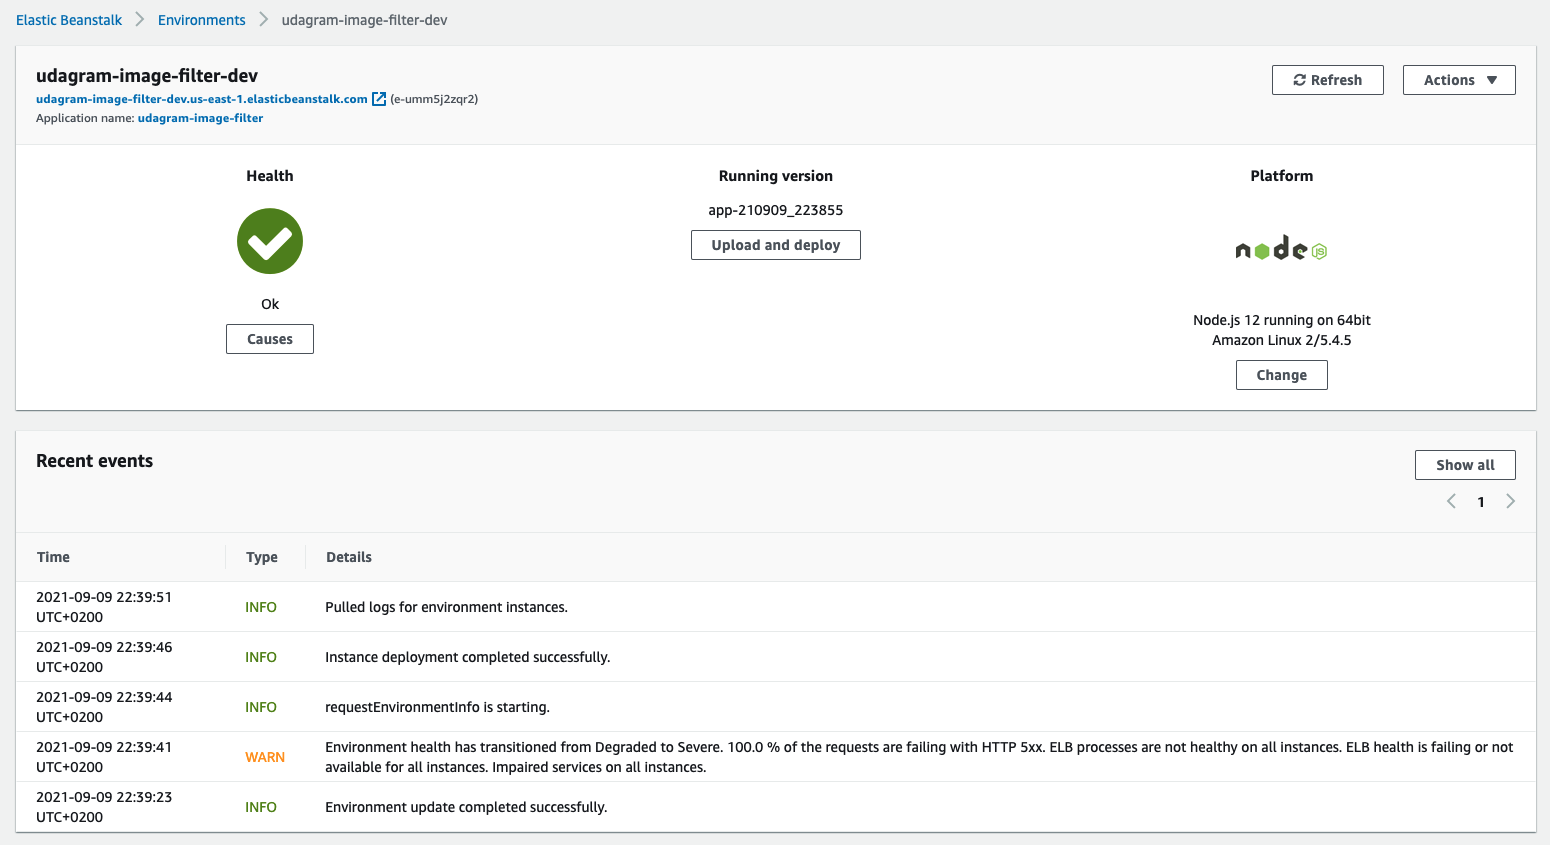 Elastic Beanstalk > Environments > udagram-image-filter-dev
udagram-image-filter-dev
udagram-image-filter-dev.us-east-1.elasticbeanstalk.com (e-umm5j2zqr2)
Application name: udagram-image-filter
Refresh
Actions
Health
Ok
Causes
Running version
app-210909_223855
Upload and deploy
Platform
node JS
Node.js 12 running on 64bit
Amazon Linux 2/5.4.5
Change
Recent events
Show all
1
Time Type Details
2021-09-09 22:39:51
UTC+0200
INFO
Pulled logs for environment instances.
2021-09-09 22:39:46
UTC+0200
INFO
Instance deployment completed successfully.
2021-09-09 22:39:44
UTC+0200
INFO
requestEnvironmentInfo is starting.
2021-09-09 22:39:41
UTC+0200
WARN
Environment health has transitioned from Degraded to Severe. 100.0 % of the requests are failing with HTTP 5xx. ELB processes are not healthy on all instances. ELB health is failing or not
available for all instances. Impaired services on all instances.
2021-09-09 22:39:23
UTC+0200
INFO
Environment update completed successfully.